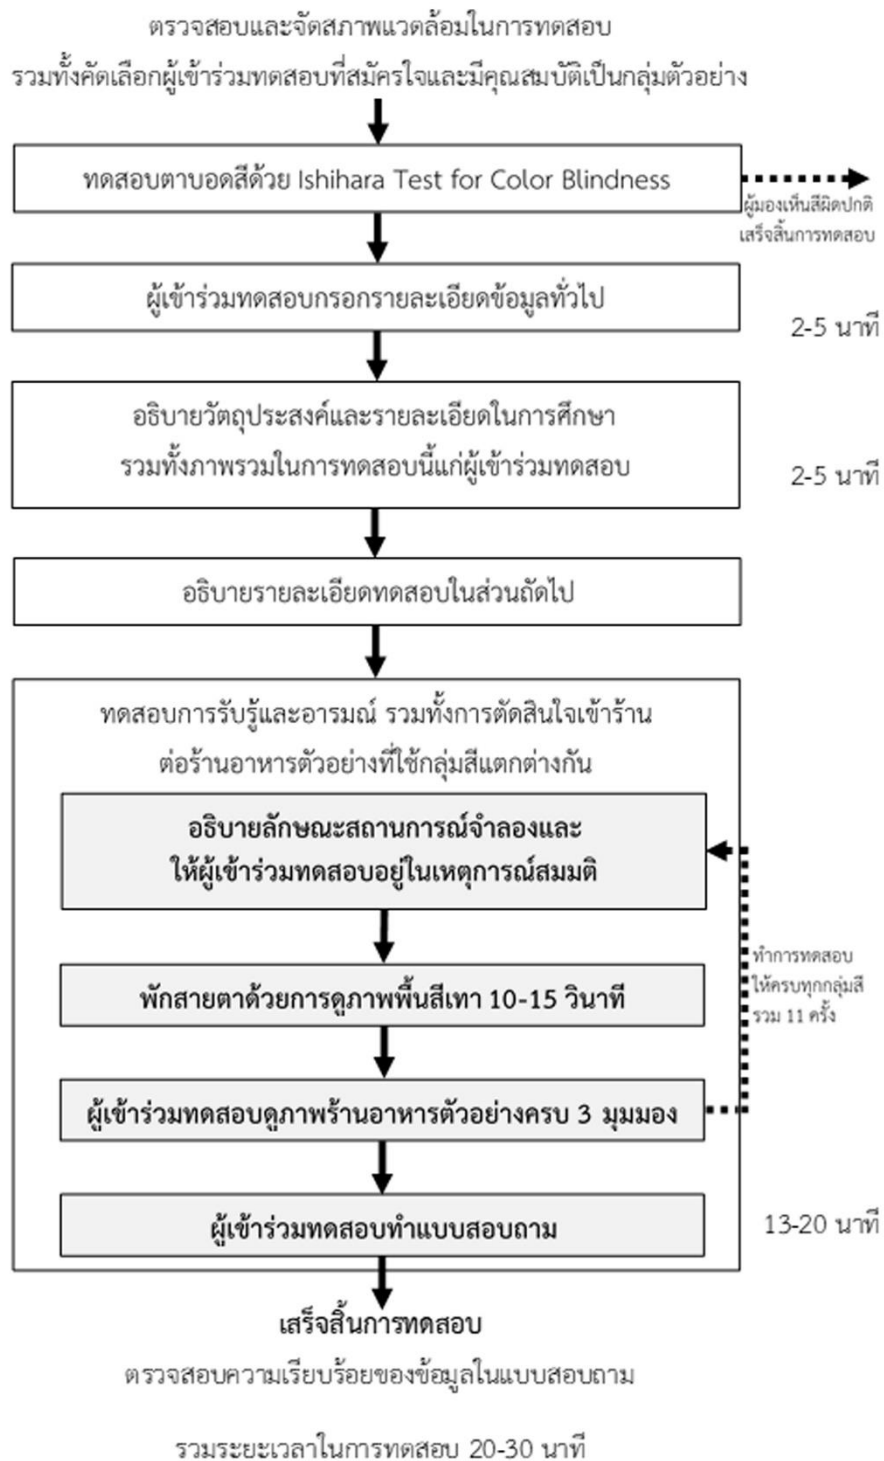 ตรวจสอบและจัดสภาพแวดล้อมในการทดสอบ
รวมทั้งคัดเลือกผู้เข้าร่วมทดสอบที่สมัครใจและมีคุณสมบัติเป็นกลุ่มตัวอย่าง
ทดสอบตาบอดสีด้วย Ishihara Test for Color Blindness
ผู้มองเห็นสีผิดปกติ
เสร็จสิ้นการทดสอบ
ผู้เข้าร่วมทดสอบกรอกรายละเอียดข้อมูลทั่วไป
2-5 นาที
อธิบายวัตถุประสงค์และรายละเอียดในการศึกษา
รวมทั้งภาพรวมในการทดสอบนี้แก่ผู้เข้าร่วมทดสอบ
2-5 นาที
อธิบายรายละเอียดทดสอบในส่วนถัดไป
ทดสอบการรับรู้และอารมณ์ รวมทั้งการตัดสินใจเข้าร้าน
ต่อร้านอาหารตัวอย่างที่ใช้กลุ่มสีแตกต่างกัน
อธิบายลักษณะสถานการณ์จำลองและ
ให้ผู้เข้าร่วมทดสอบอยู่ในเหตุการณ์สมมติ
พักสายตาด้วยการดูภาพพื้นสีเทา 10-15 วินาที
ทำการทดสอบ
ให้ครบทุกกลุ่มสี
รวม 11 ครั้ง
ผู้เข้าร่วมทดสอบดูภาพร้านอาหารตัวอย่างครบ 3 มุมมอง
ผู้เข้าร่วมทดสอบทำแบบสอบถาม
13-20 นาที
เสร็จสิ้นการทดสอบ
ตรวจสอบความเรียบร้อยของข้อมูลในแบบสอบถาม
รวมระยะเวลาในการทดสอบ 20-30 นาที